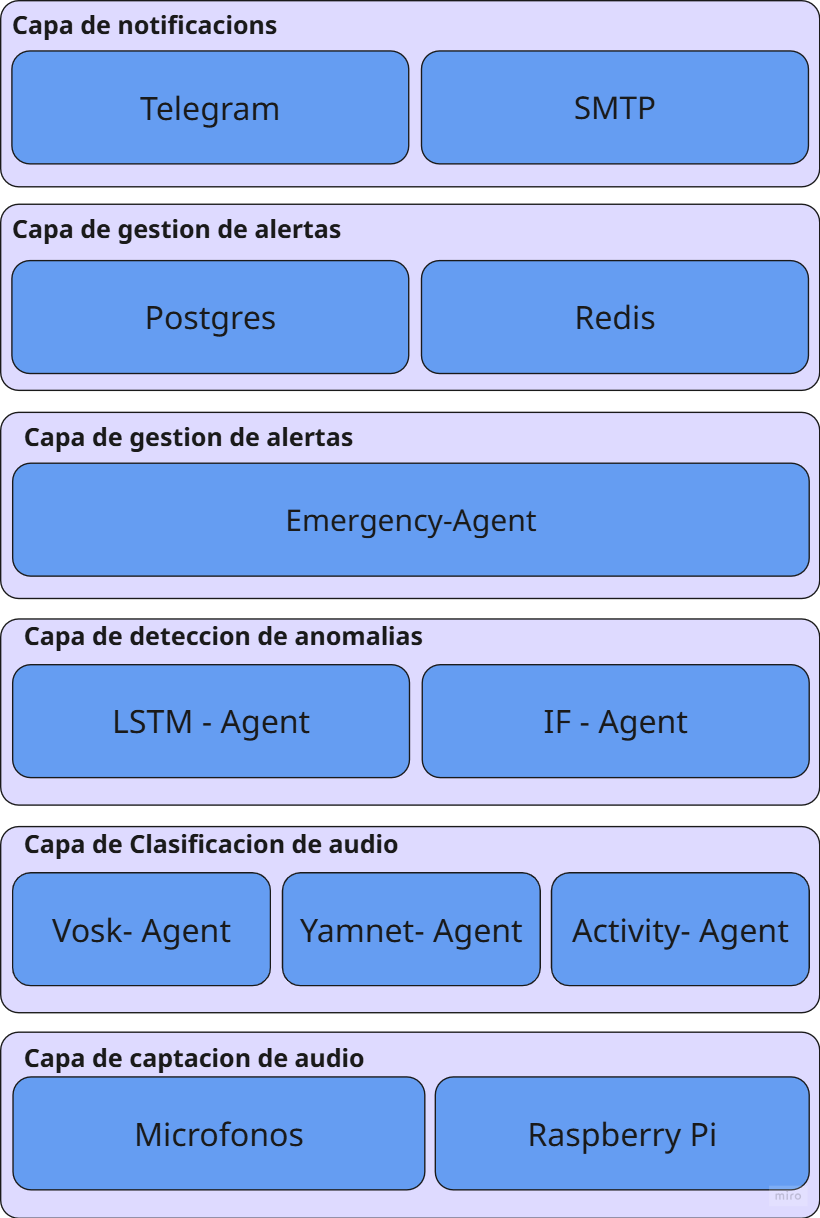 Capa de notificacions
Telegram
SMTP
Capa de gestion de alertas
Postgres
Redis
Capa de gestion de alertas
Emergency-Agent
Capa de deteccion de anomalias
LSTM - Agent
IF - Agent
Capa de Clasificacion de audio
Vosk- Agent
Yamnet- Agent
Activity- Agent
Capa de captacion de audio
Microfonos
Raspberry Pi
miro